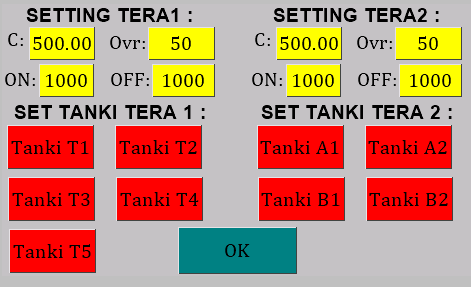 SETTING TERA1 : SETTING TERA2 :
C: 500.00 Ovr: 50 C: 500.00 Ovr: 50
ON: 1000 OFF: 1000 ON: 1000 OFF: 1000
SET TANKI TERA 1 : SET TANKI TERA 2 :
Tanki T1 Tanki T2 Tanki A1 Tanki A2
Tanki T3 Tanki T4 Tanki B1 Tanki B2
Tanki T5 OK